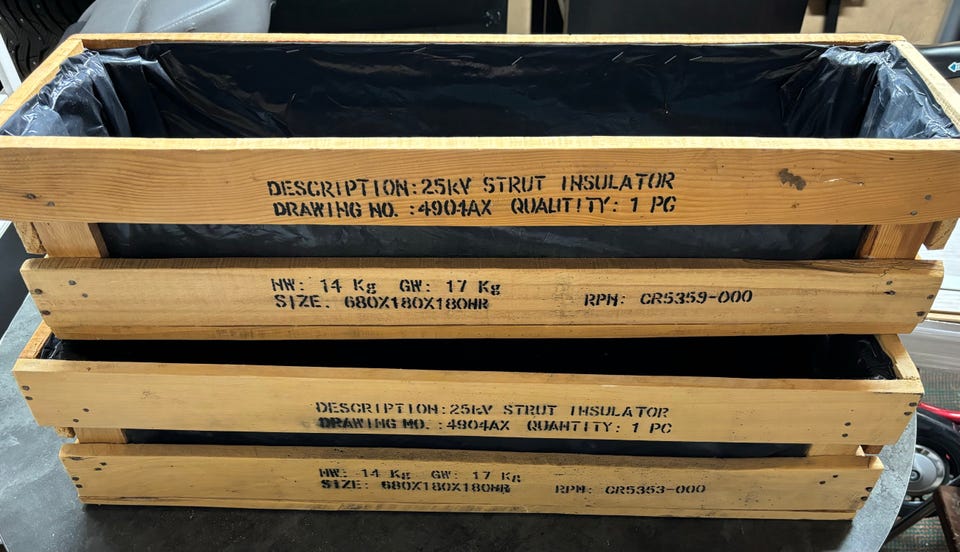 DESCRIPTION:25kV STRUT INSULATOR
DRAWING NO. :4904AX QUALITITY: 1 PC
NW: 14 Kg GW: 17 Kg
SIZE: 680X180X180MM RPN: CR5359-000
DESCRIPTION:25kV STRUT INSULATOR
DRAWING NO. :4904AX QUANTITY: 1 PC
NW: 14 Kg GW: 17 Kg
SIZE: 680X180X180MM RPN: CR5353-000